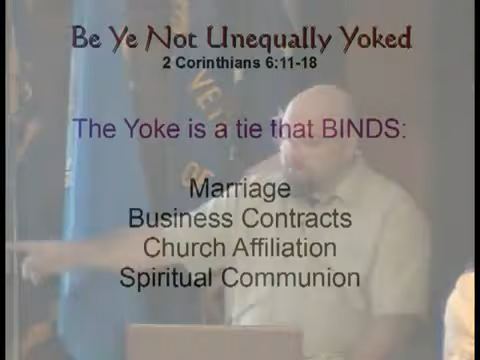 Be Ye Not Unequally Yoked
2 Corinthians 6:11-18
The Yoke is a tie that BINDS:
Marriage
Business Contracts
Church Affiliation
Spiritual Communion